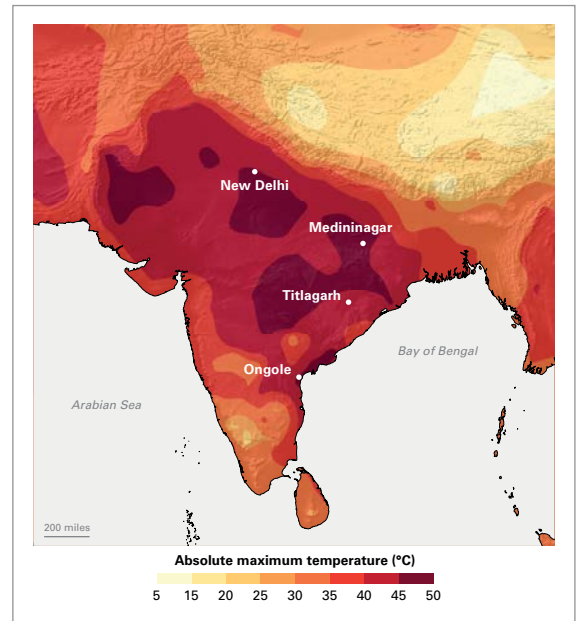 New Delhi
Medininagar
Titlagarh
Bay of Bengal
Ongole
Arabian Sea
200 miles
Absolute maximum temperature (°C)
5 15 20 25 30 35 40 45 50